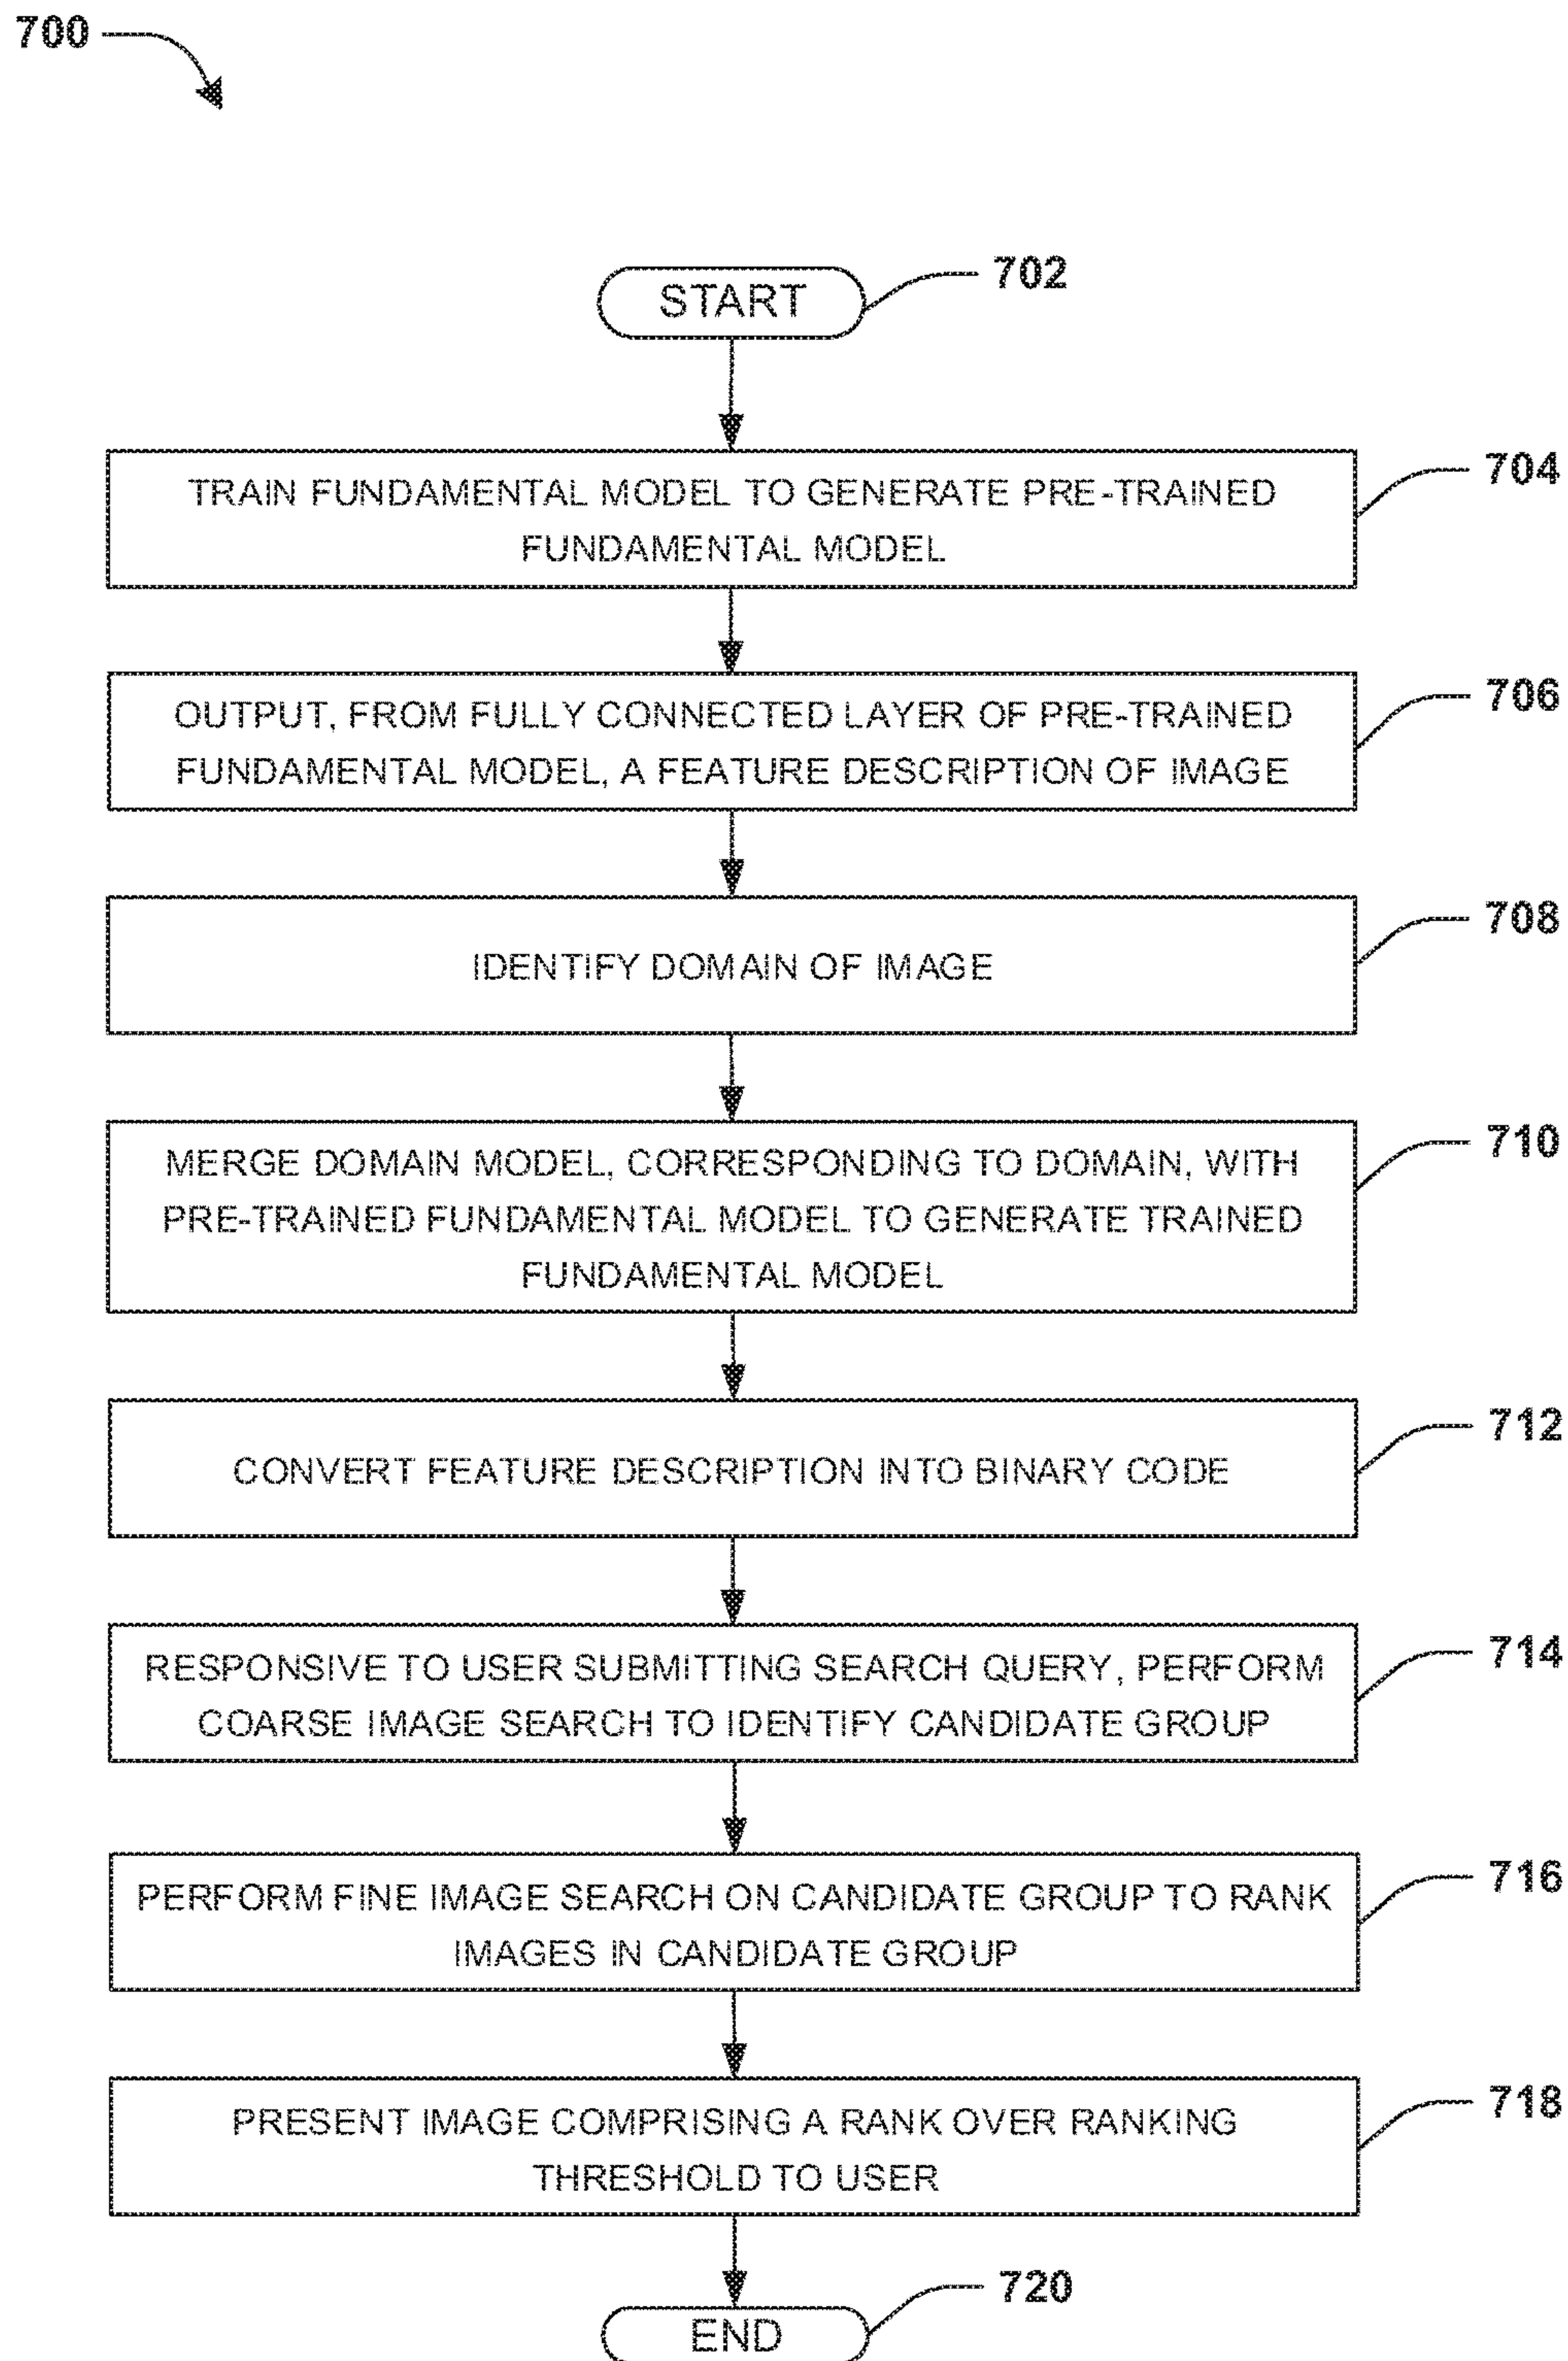 700
START
702
TRAIN FUNDAMENTAL MODEL TO GENERATE PRE-TRAINED
FUNDAMENTAL MODEL
704
OUTPUT, FROM FULLY CONNECTED LAYER OF PRE-TRAINED
FUNDAMENTAL MODEL, A FEATURE DESCRIPTION OF IMAGE
706
IDENTIFY DOMAIN OF IMAGE
708
MERGE DOMAIN MODEL, CORRESPONDING TO DOMAIN, WITH
PRE-TRAINED FUNDAMENTAL MODEL TO GENERATE TRAINED
FUNDAMENTAL MODEL
710
CONVERT FEATURE DESCRIPTION INTO BINARY CODE
712
RESPONSIVE TO USER SUBMITTING SEARCH QUERY, PERFORM
COARSE IMAGE SEARCH TO IDENTIFY CANDIDATE GROUP
714
PERFORM FINE IMAGE SEARCH ON CANDIDATE GROUP TO RANK
IMAGES IN CANDIDATE GROUP
716
PRESENT IMAGE COMPRISING A RANK OVER RANKING
THRESHOLD TO USER
718
END
720